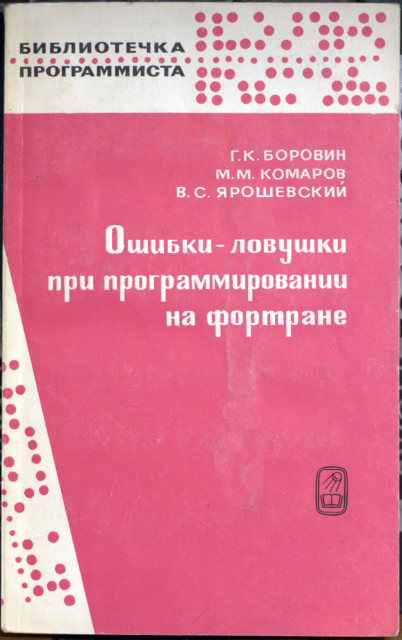 БИБЛИОТЕЧКА
ПРОГРАММИСТА
Г.К. БОРОВИН
М.М. КОМАРОВ
В.С. ЯРОШЕВСКИЙ
Ошибки-ловушки
при программировании
на фортране